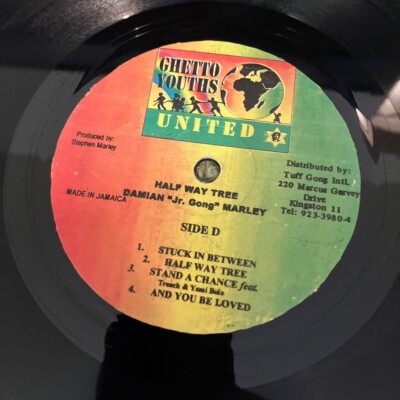 GHETTO
YOUTHS
UNITED
Produced by:
Stephen Marley
Distributed by:
Tuff Gong Intl.
220 Marcus Garvey
Drive
Kingston 11
Tel: 923-3980-4
MADE IN JAMAICA
HALF WAY TREE
DAMIAN "Jr. Gong" MARLEY
SIDE D
1. STUCK IN BETWEEN
2. HALF WAY TREE
3. STAND A CHANCE feat.
Treach & Yami Bolo
4. AND YOU BE LOVED